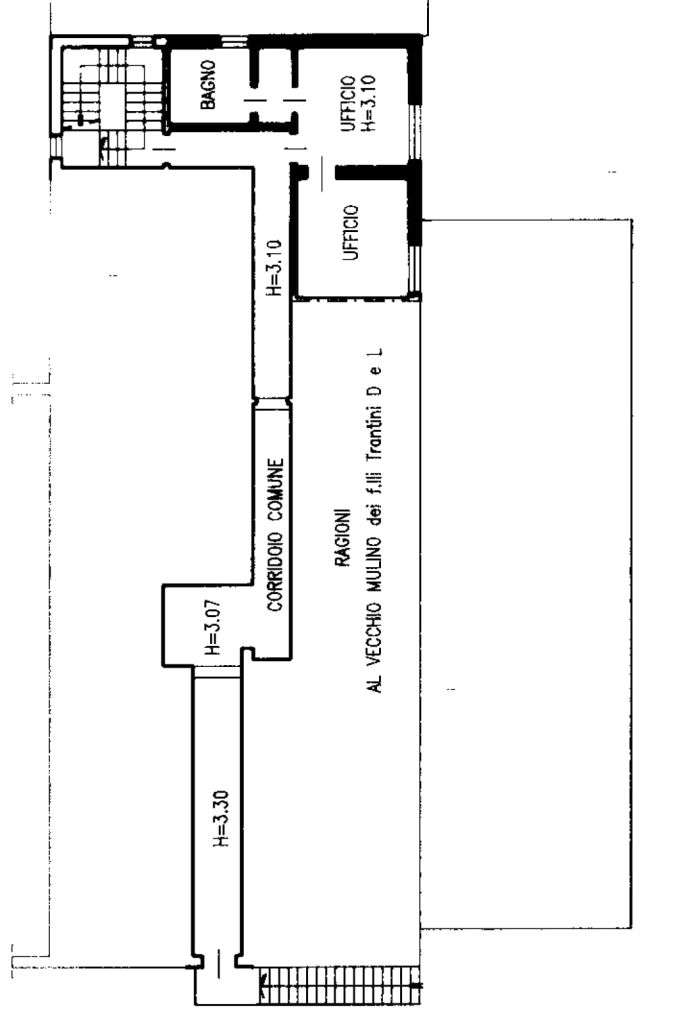 BAGNO
UFFICIO
H=3.10
UFFICIO
H=3.10
CORRIDOIO COMUNE
H=3.07
RAGIONI
AL VECCHIO MULINO dei f.lli Trantini D e L
H=3.30